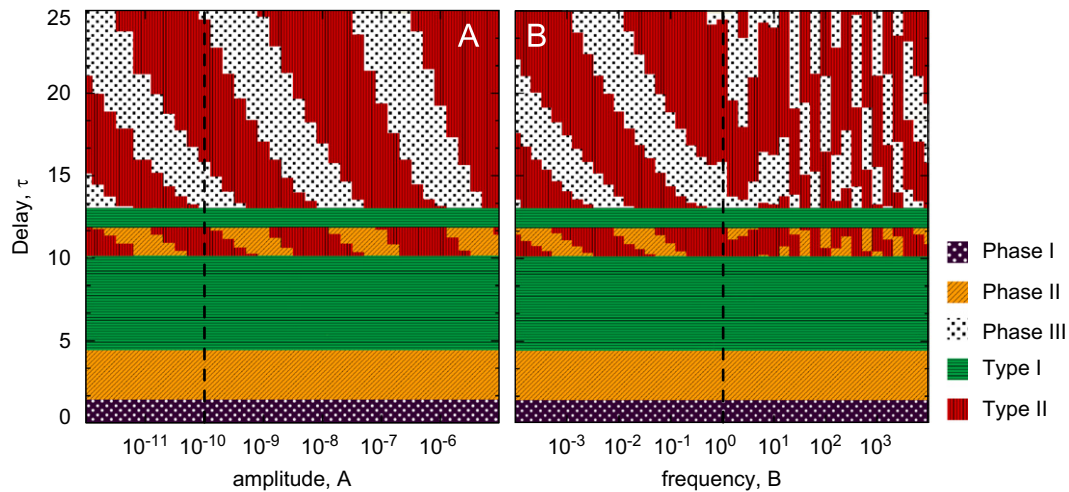 A
B
25
20
15
10
5
0
Delay, τ
10⁻¹¹ 10⁻¹⁰ 10⁻⁹ 10⁻⁸ 10⁻⁷ 10⁻⁶
amplitude, A
10⁻³ 10⁻² 10⁻¹ 10⁰ 10¹ 10² 10³
frequency, B
Phase I
Phase II
Phase III
Type I
Type II